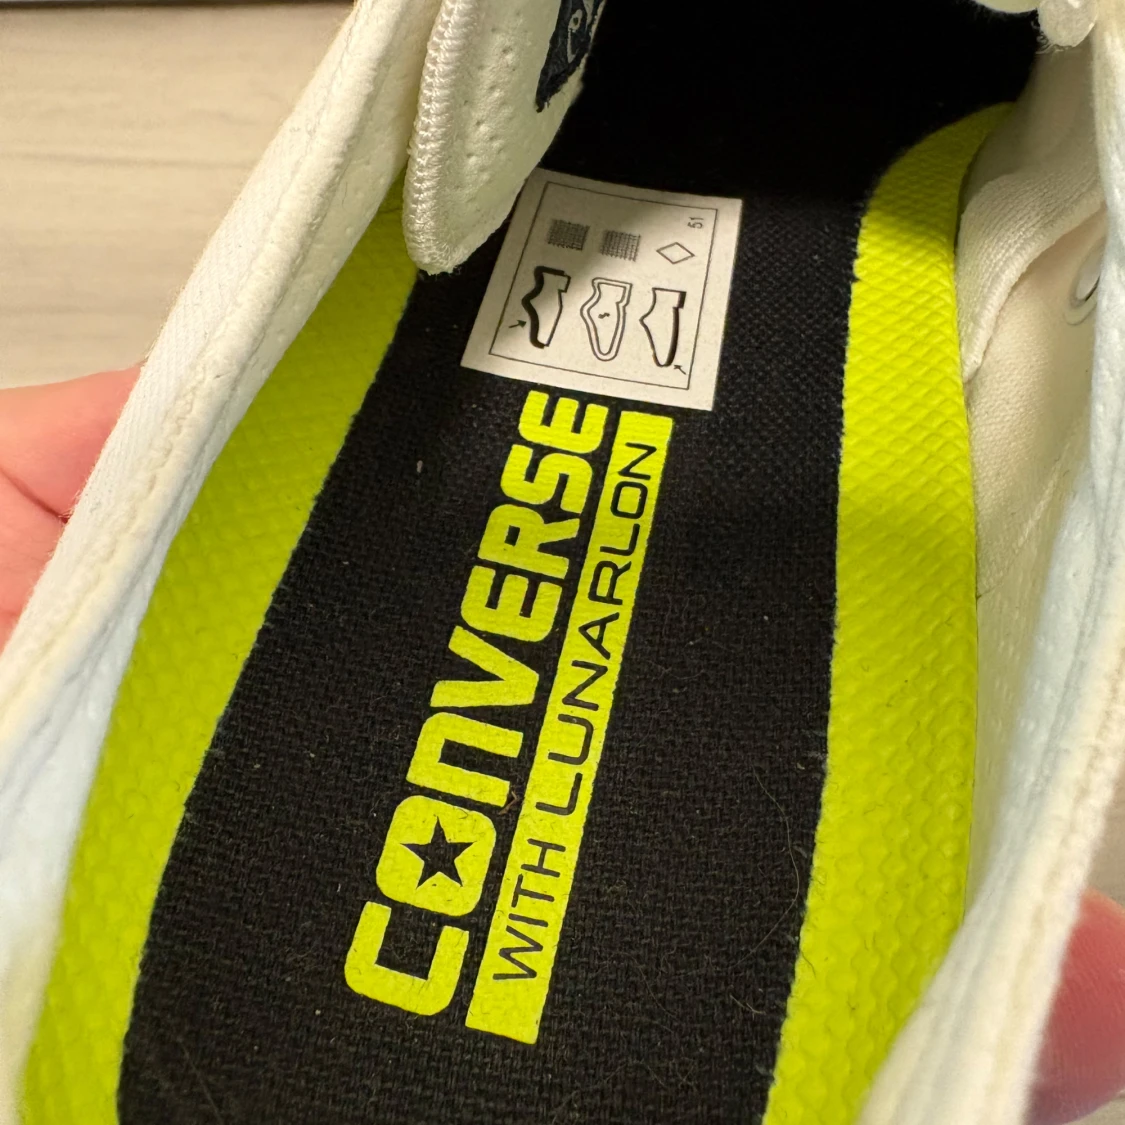 CONVERSE
WITH LUNARLON
51